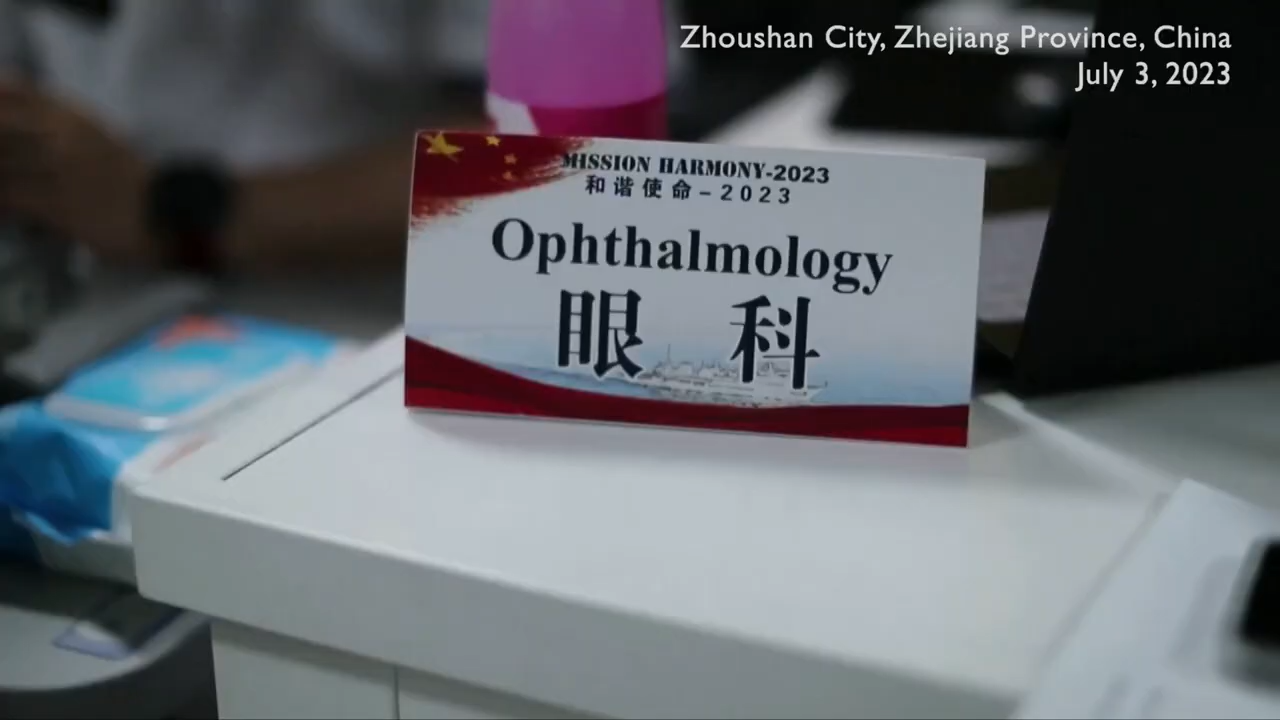 Zhoushan City, Zhejiang Province, China
July 3, 2023
MISSION HARMONY-2023
和谐使命-2023
Ophthalmology
眼 科